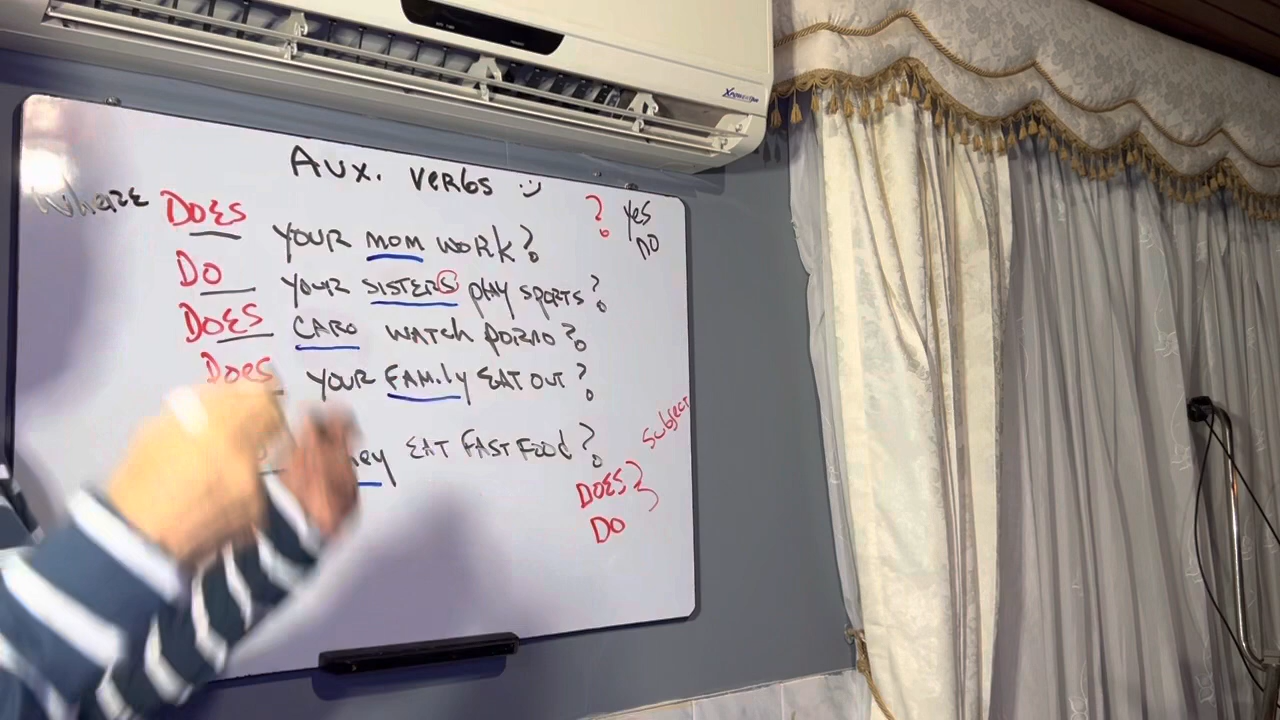 Aux. verbs :)
where DOES YOUR MOM WORK?
DO YOUR SISTERS PLAY SPORTS?
DOES CARO WATCH PORNO?
DOES YOUR FAMILY EAT OUT?
EAT FAST FOOD?
? yes
no
subject
DOES }
DO